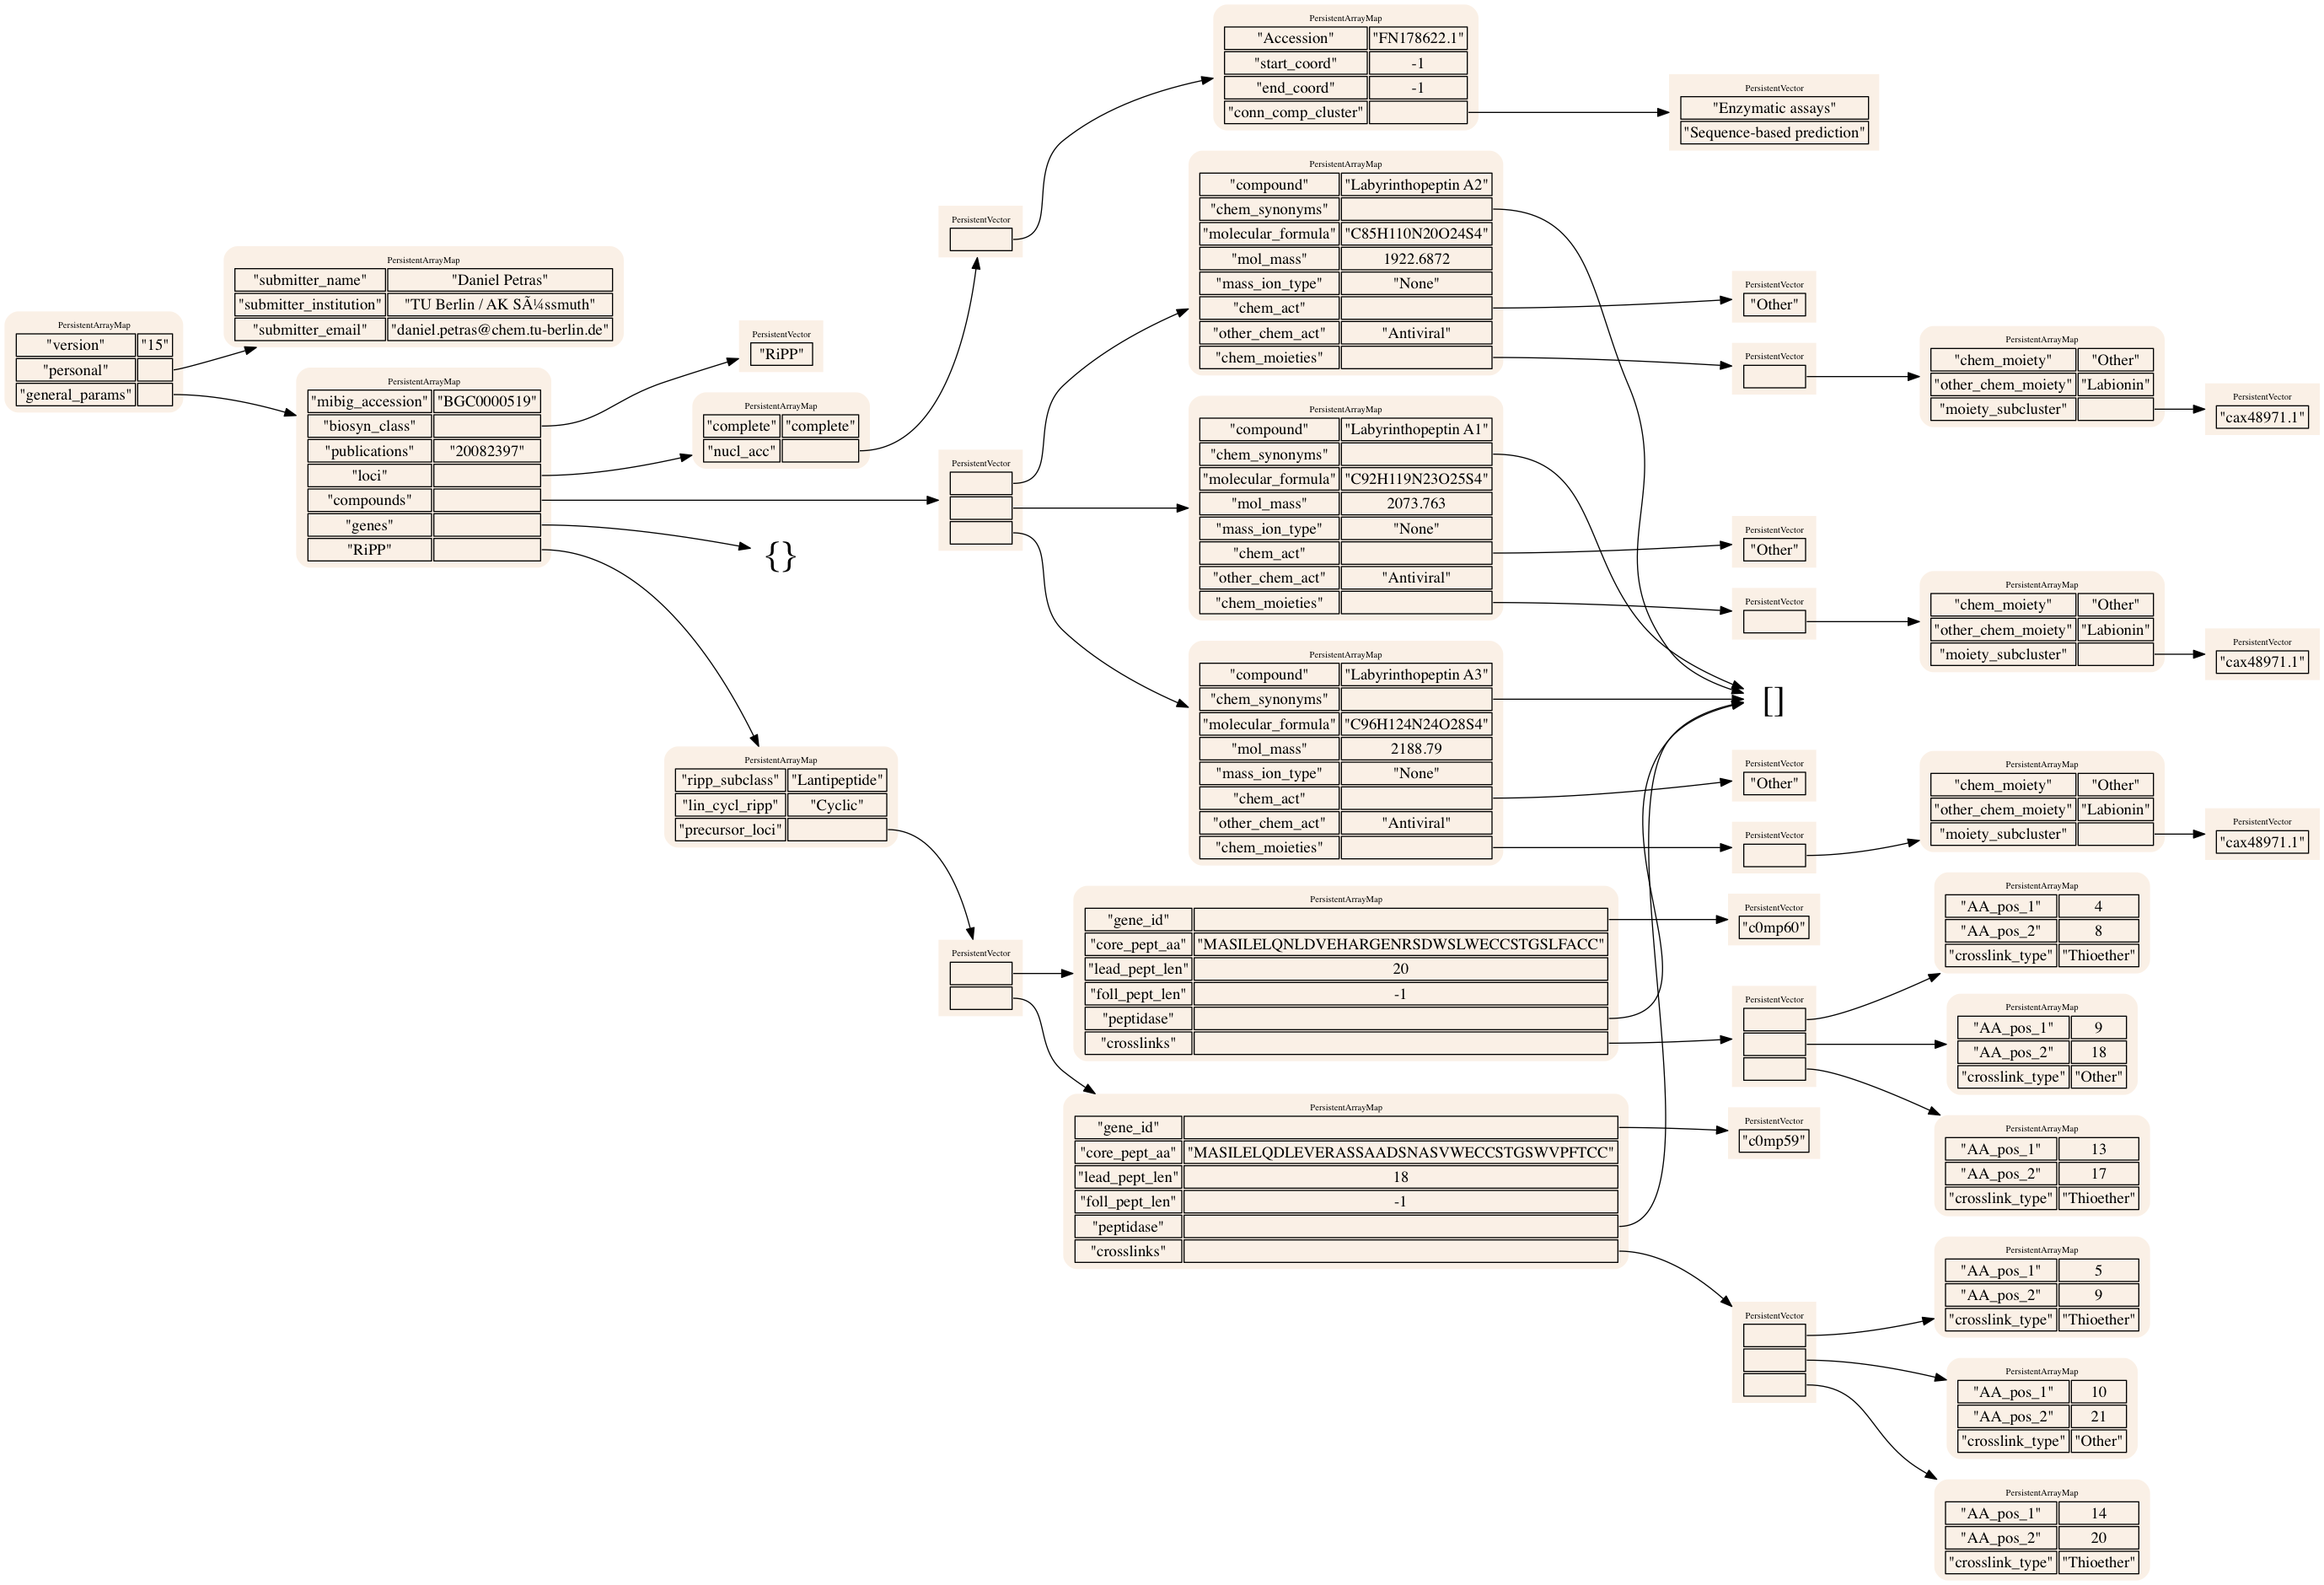 PersistentArrayMap
"version" "15"
"personal"
"general_params"
PersistentArrayMap
"submitter_name" "Daniel Petras"
"submitter_institution" "TU Berlin / AK SÃ¼ssmuth"
"submitter_email" "daniel.petras@chem.tu-berlin.de"
PersistentArrayMap
"mibig_accession" "BGC0000519"
"biosyn_class"
"publications" "20082397"
"loci"
"compounds"
"genes"
"RiPP"
PersistentVector
"RiPP"
PersistentArrayMap
"complete" "complete"
"nucl_acc"
{}
PersistentArrayMap
"ripp_subclass" "Lantipeptide"
"lin_cycl_ripp" "Cyclic"
"precursor_loci"
PersistentVector
PersistentVector
PersistentVector
PersistentArrayMap
"Accession" "FN178622.1"
"start_coord" -1
"end_coord" -1
"conn_comp_cluster"
PersistentVector
"Enzymatic assays"
"Sequence-based prediction"
PersistentArrayMap
"compound" "Labyrinthopeptin A2"
"chem_synonyms"
"molecular_formula" "C85H110N20O24S4"
"mol_mass" 1922.6872
"mass_ion_type" "None"
"chem_act"
"other_chem_act" "Antiviral"
"chem_moieties"
PersistentVector
"Other"
PersistentVector
PersistentArrayMap
"chem_moiety" "Other"
"other_chem_moiety" "Labionin"
"moiety_subcluster"
PersistentVector
"cax48971.1"
PersistentArrayMap
"compound" "Labyrinthopeptin A1"
"chem_synonyms"
"molecular_formula" "C92H119N23O25S4"
"mol_mass" 2073.763
"mass_ion_type" "None"
"chem_act"
"other_chem_act" "Antiviral"
"chem_moieties"
PersistentVector
"Other"
PersistentVector
PersistentArrayMap
"chem_moiety" "Other"
"other_chem_moiety" "Labionin"
"moiety_subcluster"
PersistentVector
"cax48971.1"
PersistentArrayMap
"compound" "Labyrinthopeptin A3"
"chem_synonyms"
"molecular_formula" "C96H124N24O28S4"
"mol_mass" 2188.79
"mass_ion_type" "None"
"chem_act"
"other_chem_act" "Antiviral"
"chem_moieties"
[]
PersistentVector
"Other"
PersistentVector
PersistentArrayMap
"chem_moiety" "Other"
"other_chem_moiety" "Labionin"
"moiety_subcluster"
PersistentVector
"cax48971.1"
PersistentArrayMap
"gene_id"
"core_pept_aa" "MASILELQNLDVEHARGENRSDWSLWECCSTGSLFACC"
"lead_pept_len" 20
"foll_pept_len" -1
"peptidase"
"crosslinks"
PersistentVector
"c0mp60"
PersistentVector
PersistentArrayMap
"AA_pos_1" 4
"AA_pos_2" 8
"crosslink_type" "Thioether"
PersistentArrayMap
"AA_pos_1" 9
"AA_pos_2" 18
"crosslink_type" "Other"
PersistentArrayMap
"AA_pos_1" 13
"AA_pos_2" 17
"crosslink_type" "Thioether"
PersistentArrayMap
"gene_id"
"core_pept_aa" "MASILELQDLEVERASSAADSNASVWECCSTGSWVPFTCC"
"lead_pept_len" 18
"foll_pept_len" -1
"peptidase"
"crosslinks"
PersistentVector
"c0mp59"
PersistentVector
PersistentArrayMap
"AA_pos_1" 5
"AA_pos_2" 9
"crosslink_type" "Thioether"
PersistentArrayMap
"AA_pos_1" 10
"AA_pos_2" 21
"crosslink_type" "Other"
PersistentArrayMap
"AA_pos_1" 14
"AA_pos_2" 20
"crosslink_type" "Thioether"